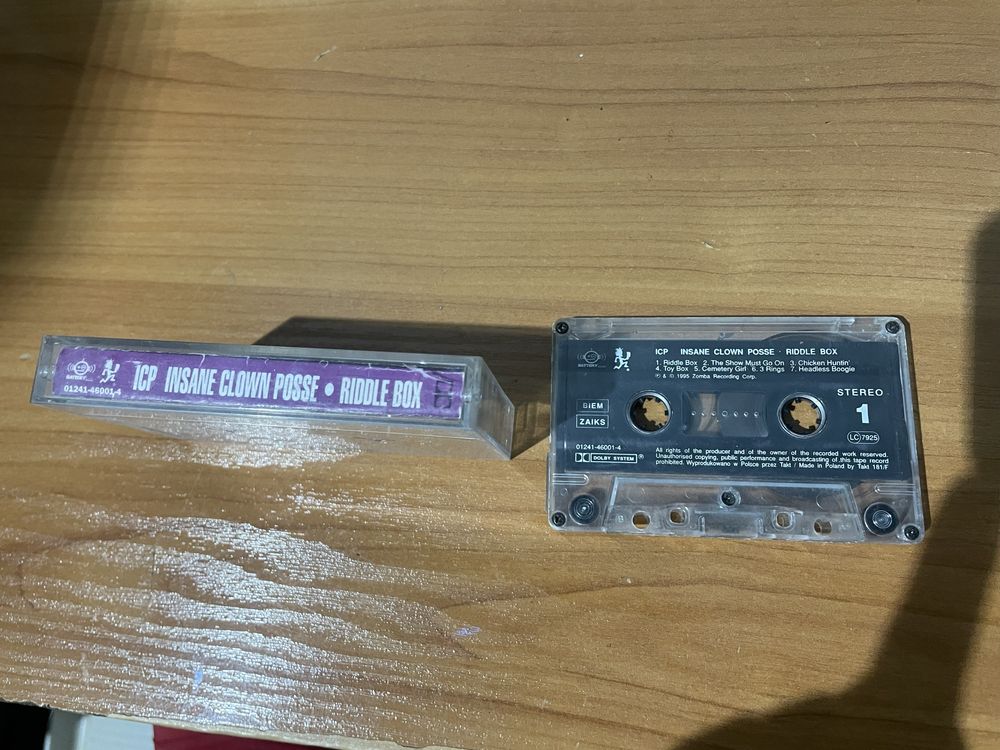 BATTERY
01241-46001-4
ICP INSANE CLOWN POSSE • RIDDLE BOX
ICP INSANE CLOWN POSSE · RIDDLE BOX
BATTERY
1. Riddle Box 2. The Show Must Go On 3. Chicken Huntin'
4. Toy Box 5. Cemetery Girl 6. 3 Rings 7. Headless Boogie
℗ & © 1995 Zomba Recording Corp.
STEREO
1
BIEM
ZAIKS
LC 7925
01241-46001-4
DOLBY SYSTEM ®
All rights of the producer and of the owner of the recorded work reserved.
Unauthorised copying, public performance and broadcasting of this tape record
prohibited. Wyprodukowano w Polsce przez Takt / Made in Poland by Takt 181/F